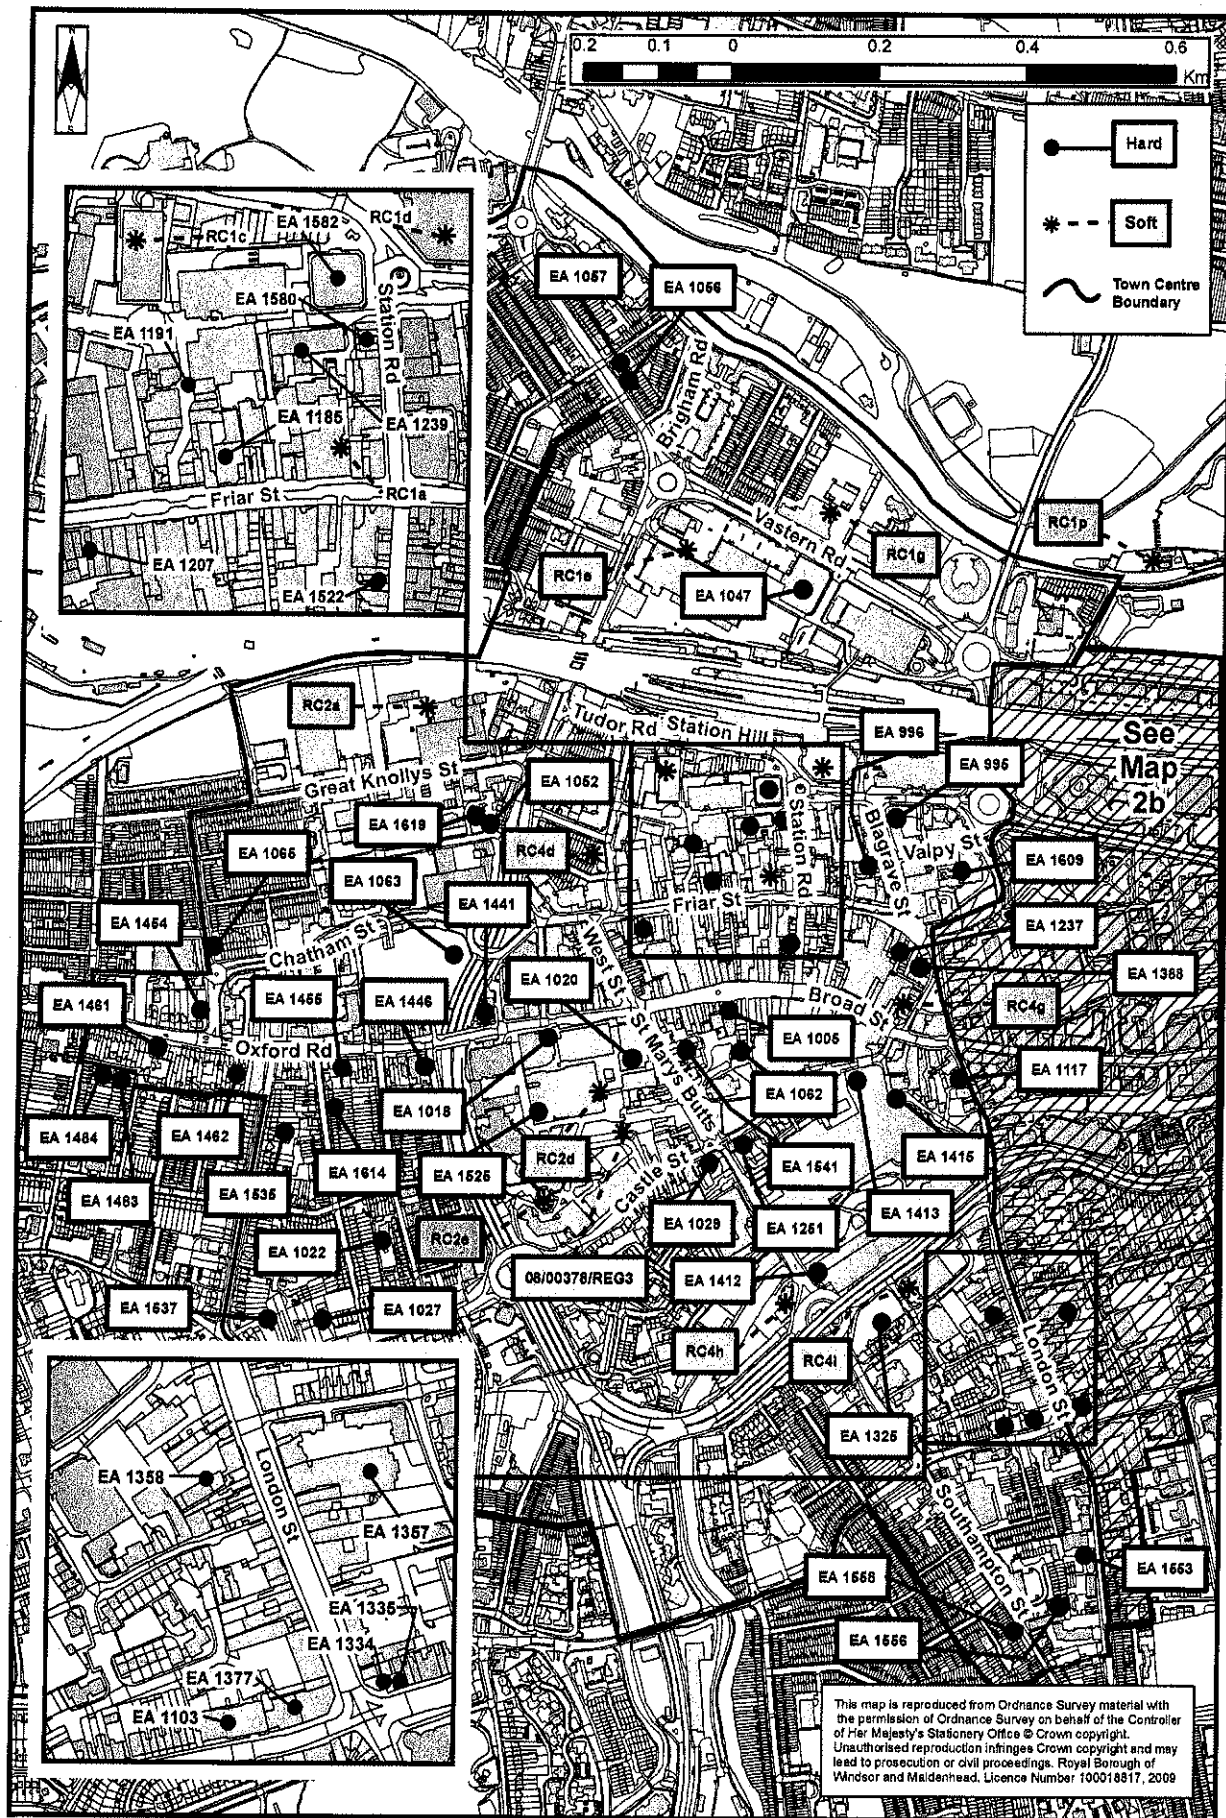 N
S
0.2 0.1 0 0.2 0.4 0.6
Km
Hard
Soft
Town Centre
Boundary
EA 1582
RC1d
RC1c
EA 1580
Station Rd
EA 1191
EA 1185
EA 1239
Friar St
RC1a
EA 1207
EA 1522
EA 1057
EA 1056
Brigham Rd
Vastern Rd
RC1p
RC1g
RC1e
EA 1047
RC2a
Tudor Rd
Station Hill
EA 996
See
Map
2b
EA 995
Great Knollys St
EA 1052
EA 1619
RC4d
EA 1065
EA 1063
EA 1441
Station Rd
Blagrave St
Valpy St
EA 1609
Friar St
EA 1454
Chatham St
West St
EA 1237
EA 1020
EA 1368
EA 1461
EA 1455
EA 1446
Broad St
RC4g
Oxford Rd
St Marys Butts
EA 1005
EA 1117
EA 1018
EA 1062
EA 1484
EA 1462
EA 1525
RC2d
Castle St
EA 1541
EA 1415
EA 1614
EA 1463
EA 1535
EA 1029
EA 1251
EA 1413
EA 1022
RC2e
08/00378/REG3
EA 1412
EA 1537
EA 1027
RC4h
RC4i
London St
EA 1325
EA 1358
London St
EA 1357
EA 1335
EA 1334
EA 1377
EA 1103
Southampton St
EA 1553
EA 1558
EA 1556
This map is reproduced from Ordnance Survey material with
the permission of Ordnance Survey on behalf of the Controller
of Her Majesty's Stationery Office © Crown copyright.
Unauthorised reproduction infringes Crown copyright and may
lead to prosecution or civil proceedings. Royal Borough of
Windsor and Maidenhead. Licence Number 100018817, 2009